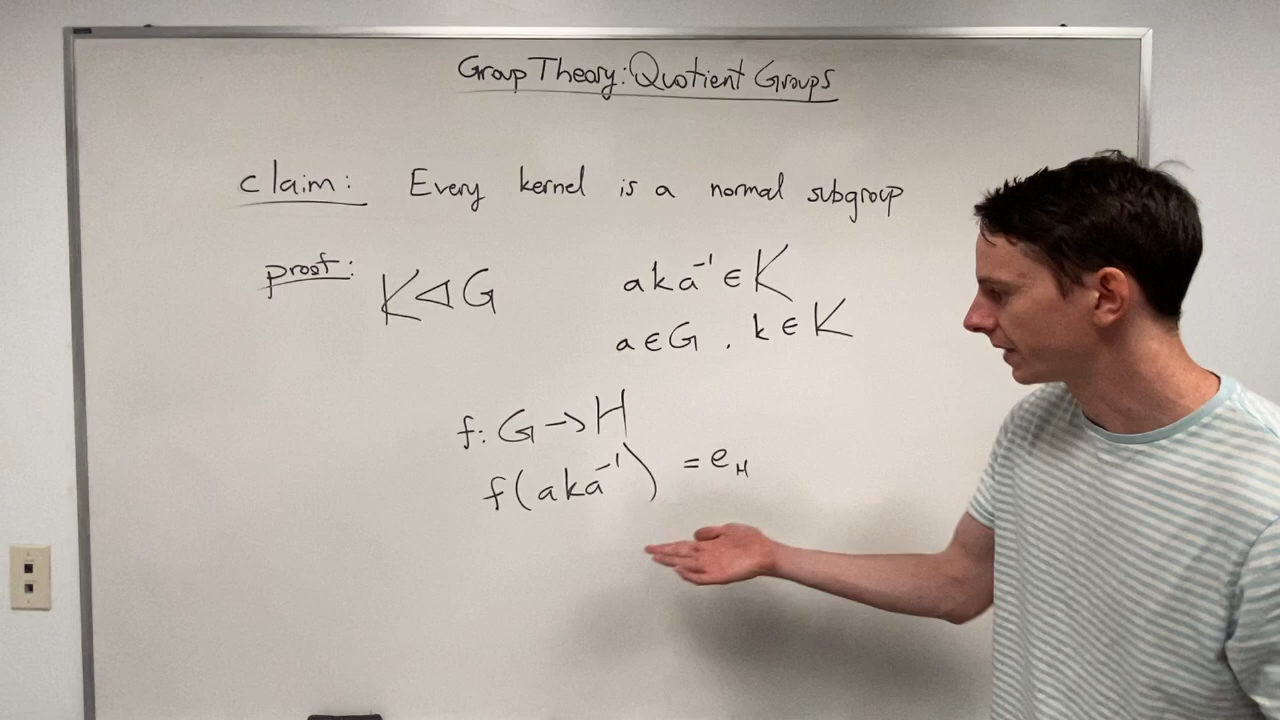 Group Theory: Quotient Groups
claim: Every kernel is a normal subgroup
proof: K ◁ G
aka⁻¹ ∈ K
a ∈ G , k ∈ K
f: G → H
f(aka⁻¹) = e_H